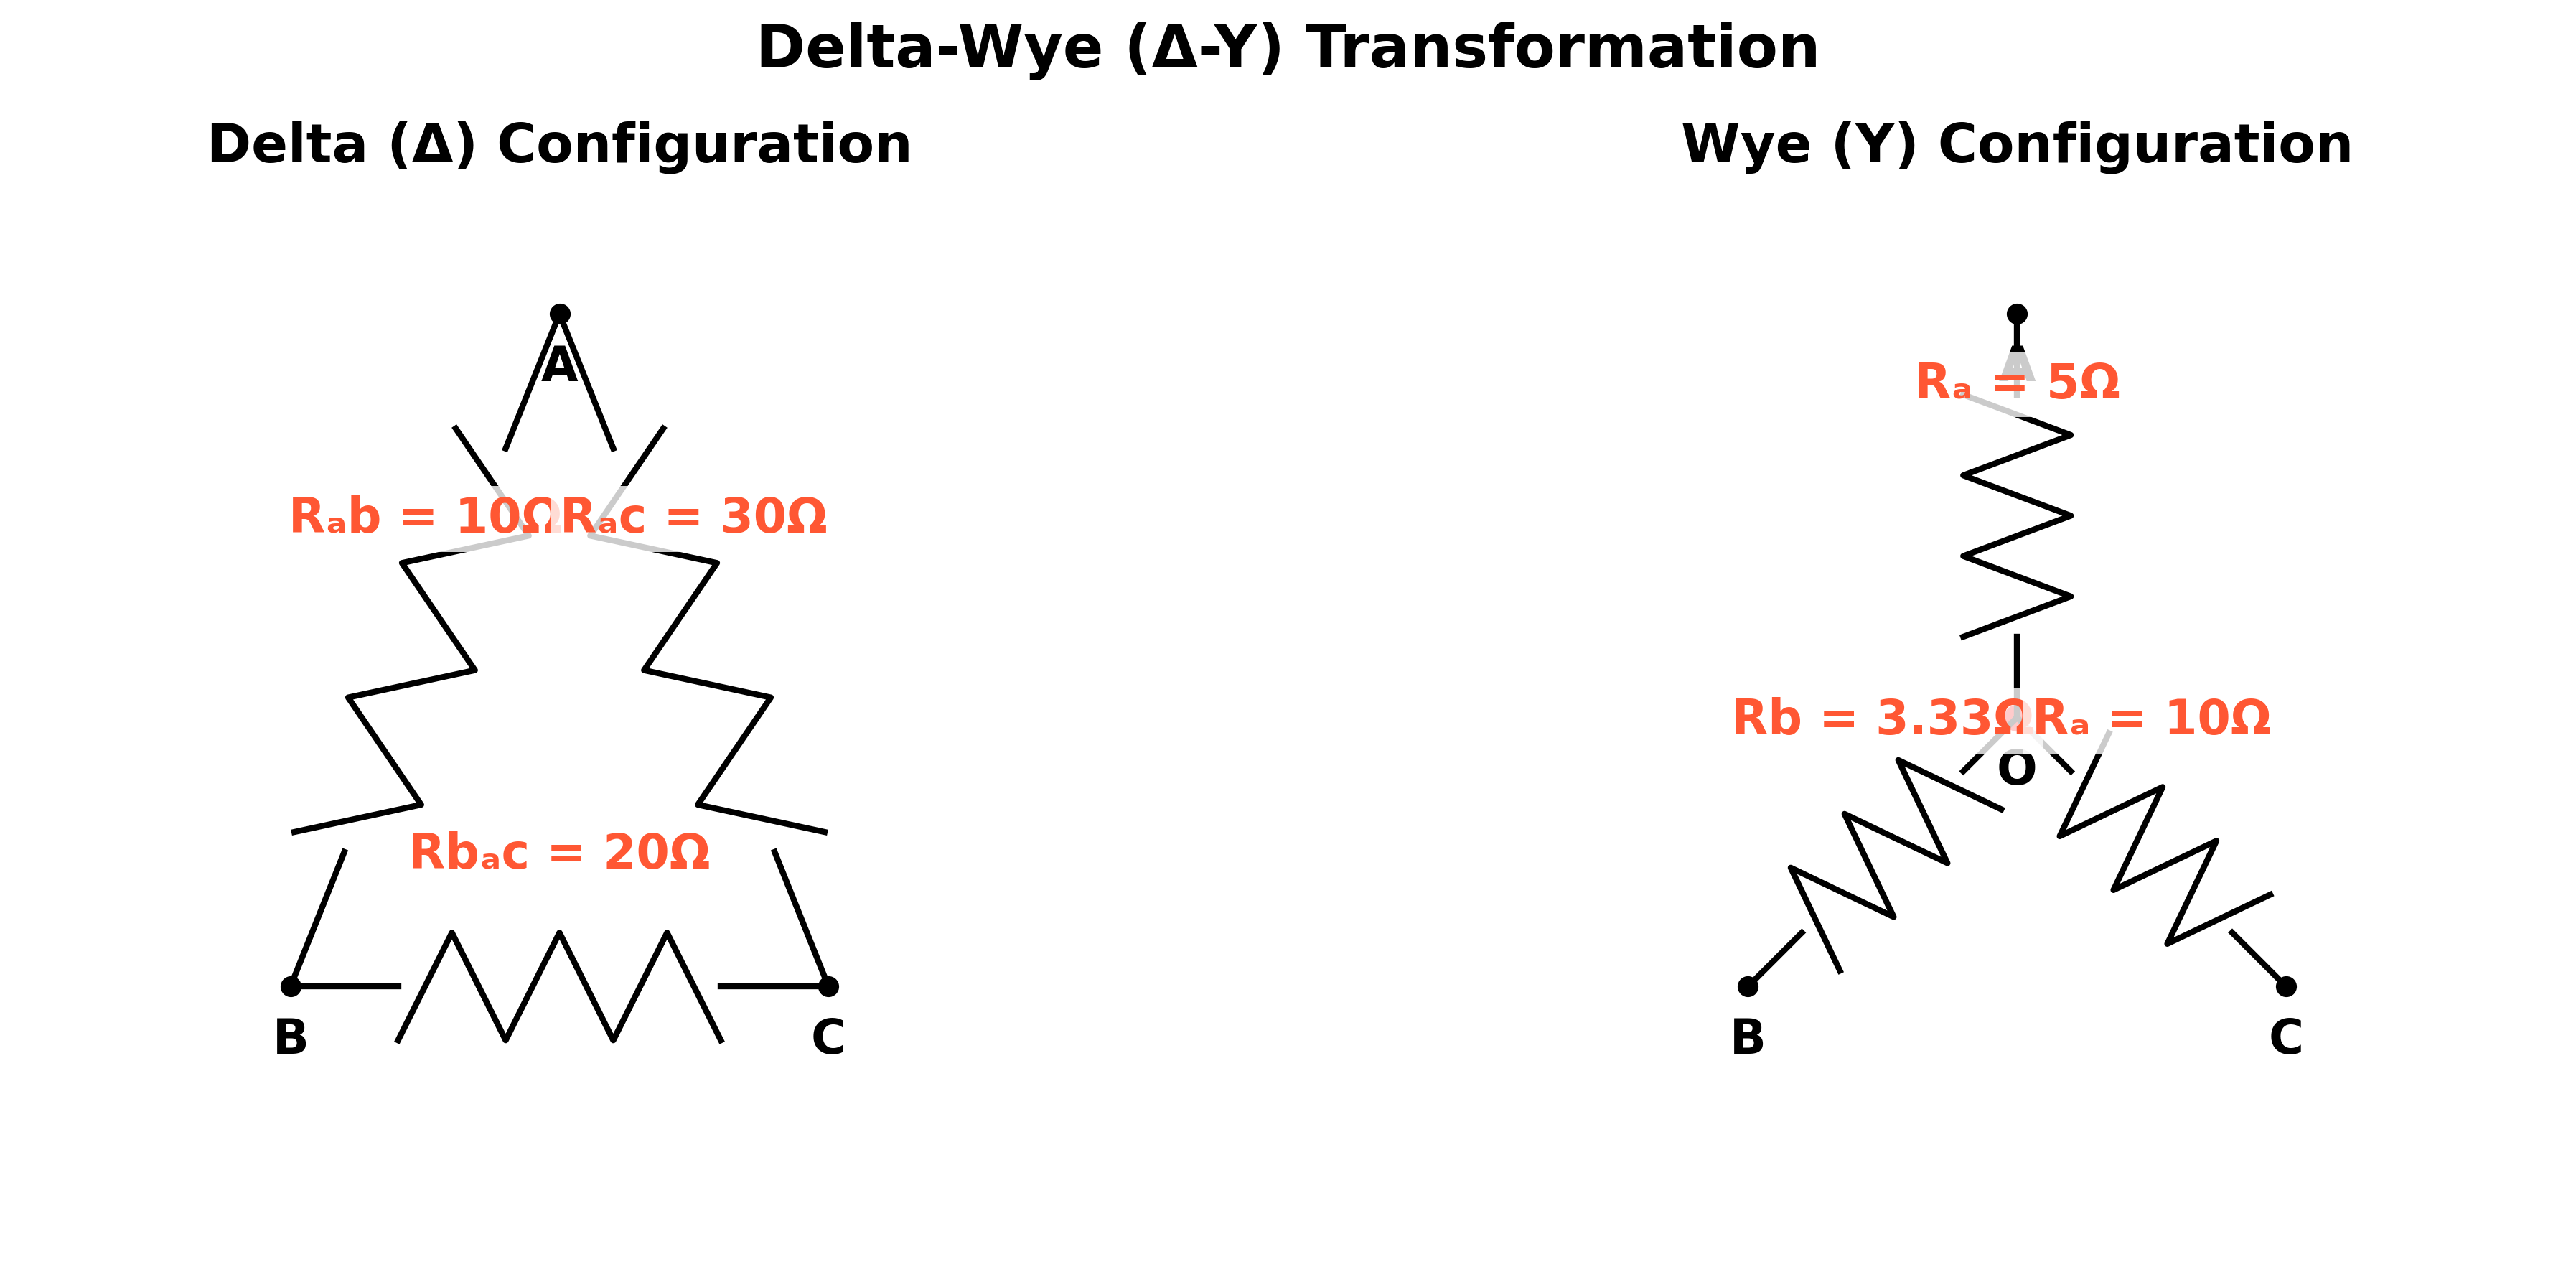 Delta-Wye (Δ-Y) Transformation
Delta (Δ) Configuration
Wye (Y) Configuration
A
Rₐb = 10Ω
Rₐc = 30Ω
Rbₐc = 20Ω
B
C
A
Rₐ = 5Ω
Rb = 3.33Ω
Rₐ = 10Ω
O
B
C